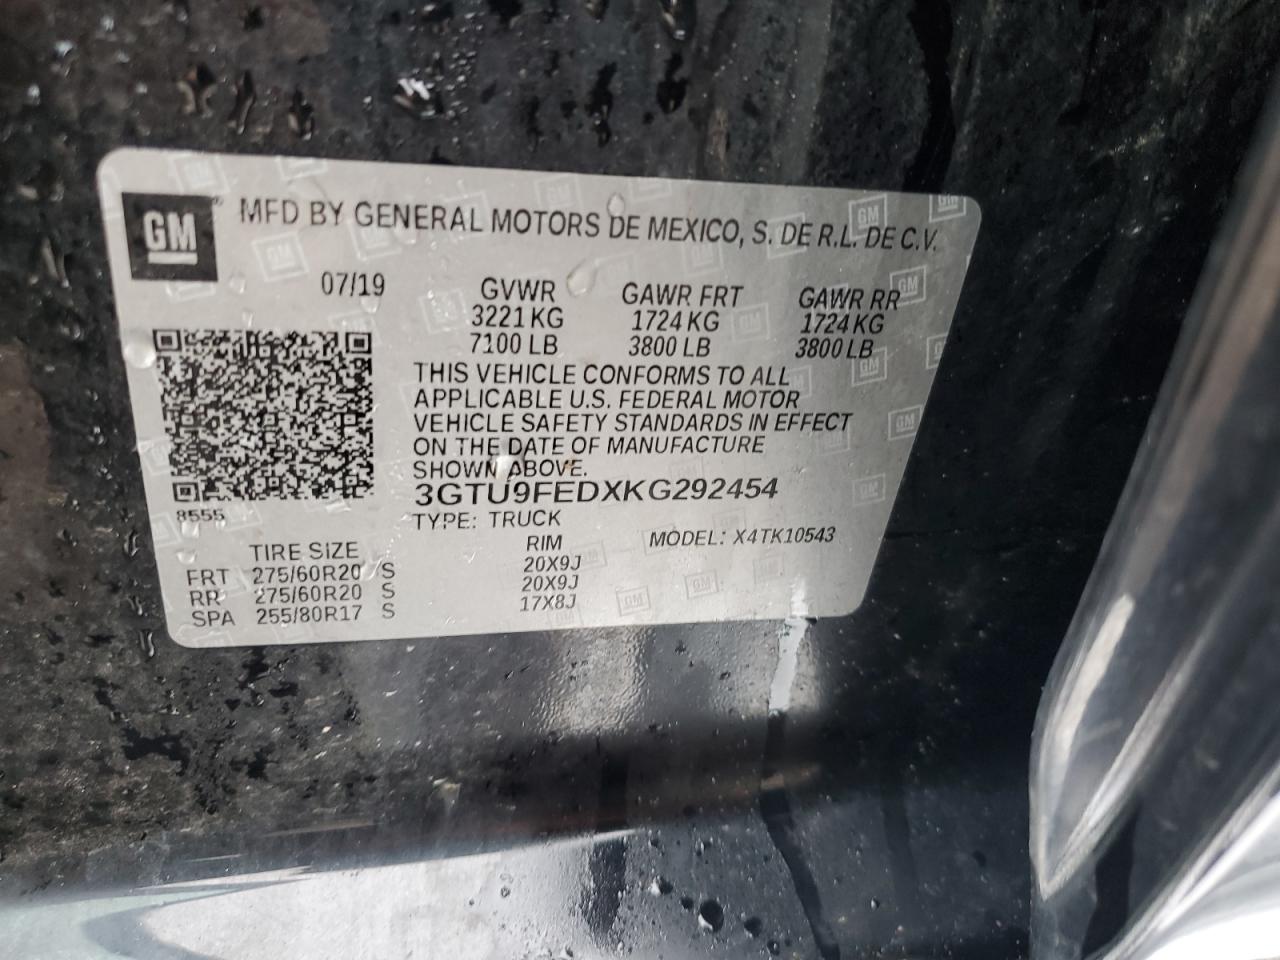 GM MFD BY GENERAL MOTORS DE MEXICO, S. DE R.L. DE C.V.
07/19 GVWR GAWR FRT GAWR RR
3221 KG 1724 KG 1724 KG
7100 LB 3800 LB 3800 LB
THIS VEHICLE CONFORMS TO ALL
APPLICABLE U.S. FEDERAL MOTOR
VEHICLE SAFETY STANDARDS IN EFFECT
ON THE DATE OF MANUFACTURE
SHOWN ABOVE.
3GTU9FEDXKG292454
8555 TYPE: TRUCK
TIRE SIZE RIM MODEL: X4TK10543
FRT 275/60R20 S 20X9J
RR 275/60R20 S 20X9J
SPA 255/80R17 S 17X8J